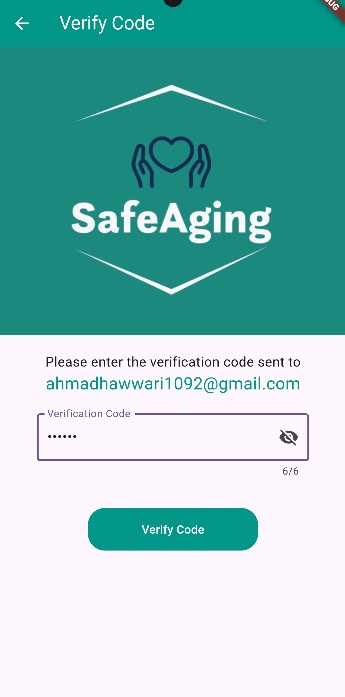 Verify Code
SafeAging
Please enter the verification code sent to
ahmadhawwari1092@gmail.com
Verification Code
••••••
6/6
Verify Code